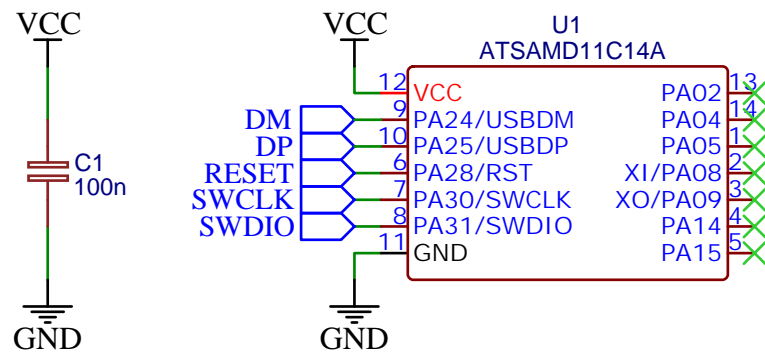 VCC
C1
100n
GND
VCC
U1
ATSAMD11C14A
12 VCC PA02 13
DM 9 PA24/USBDM PA04 14
DP 10 PA25/USBDP PA05 1
RESET 6 PA28/RST XI/PA08 2
SWCLK 7 PA30/SWCLK XO/PA09 3
SWDIO 8 PA31/SWDIO PA14 4
11 GND PA15 5
GND